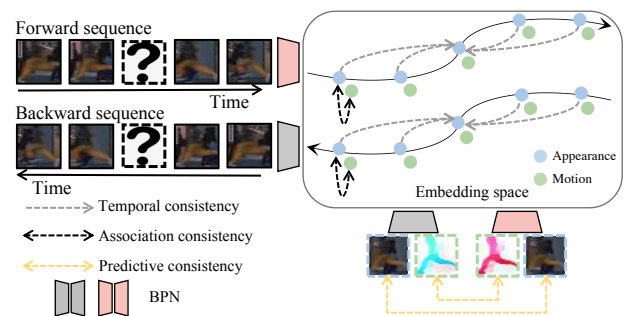 Forward sequence
?
Time
Backward sequence
?
Time
Appearance
Motion
Embedding space
Temporal consistency
Association consistency
Predictive consistency
BPN